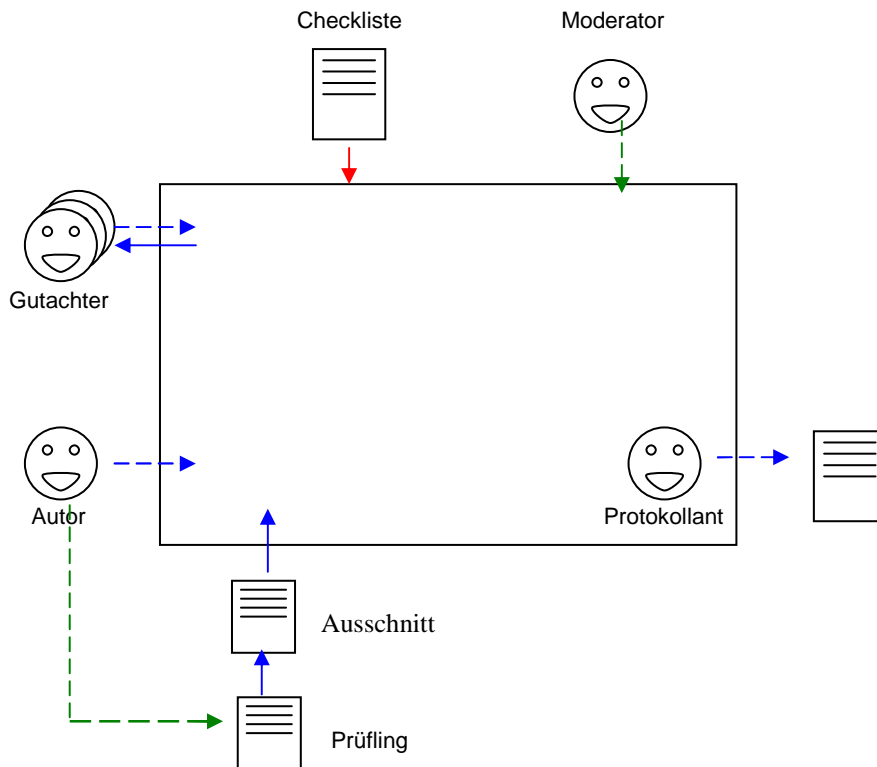 Checkliste
Moderator
Gutachter
Autor
Protokollant
Ausschnitt
Prüfling